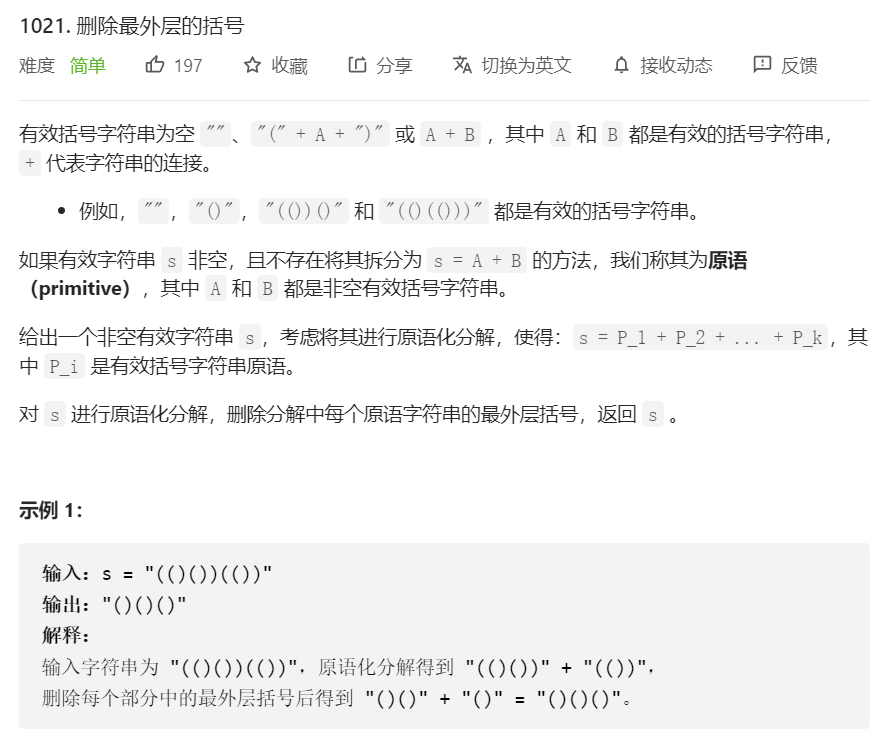 1021. 删除最外层的括号
难度 简单 197 收藏 分享 切换为英文 接收动态 反馈
有效括号字符串为空 ""、"(" + A + ")" 或 A + B ，其中 A 和 B 都是有效的括号字符串，
+ 代表字符串的连接。
• 例如，""，"()"，"(())()" 和 "(()(()))" 都是有效的括号字符串。
如果有效字符串 s 非空，且不存在将其拆分为 s = A + B 的方法，我们称其为原语
（primitive），其中 A 和 B 都是非空有效括号字符串。
给出一个非空有效字符串 s，考虑将其进行原语化分解，使得：s = P_1 + P_2 + ... + P_k，其
中 P_i 是有效括号字符串原语。
对 s 进行原语化分解，删除分解中每个原语字符串的最外层括号，返回 s 。
示例 1：
输入：s = "(()())(())"
输出："()()()"
解释：
输入字符串为 "(()())(())"，原语化分解得到 "(()())" + "(())"，
删除每个部分中的最外层括号后得到 "()()" + "()" = "()()()"。